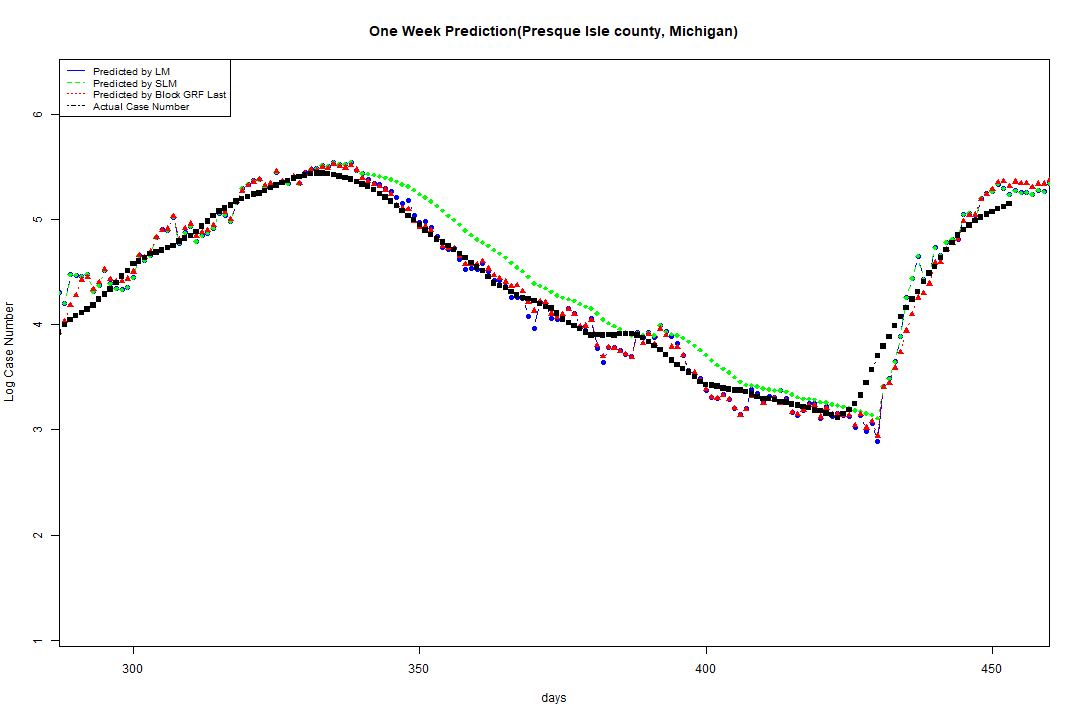 One Week Prediction(Presque Isle county, Michigan)
Predicted by LM
Predicted by SLM
Predicted by Block GRF Last
Actual Case Number
6
5
4
3
2
1
Log Case Number
300 350 400 450
days